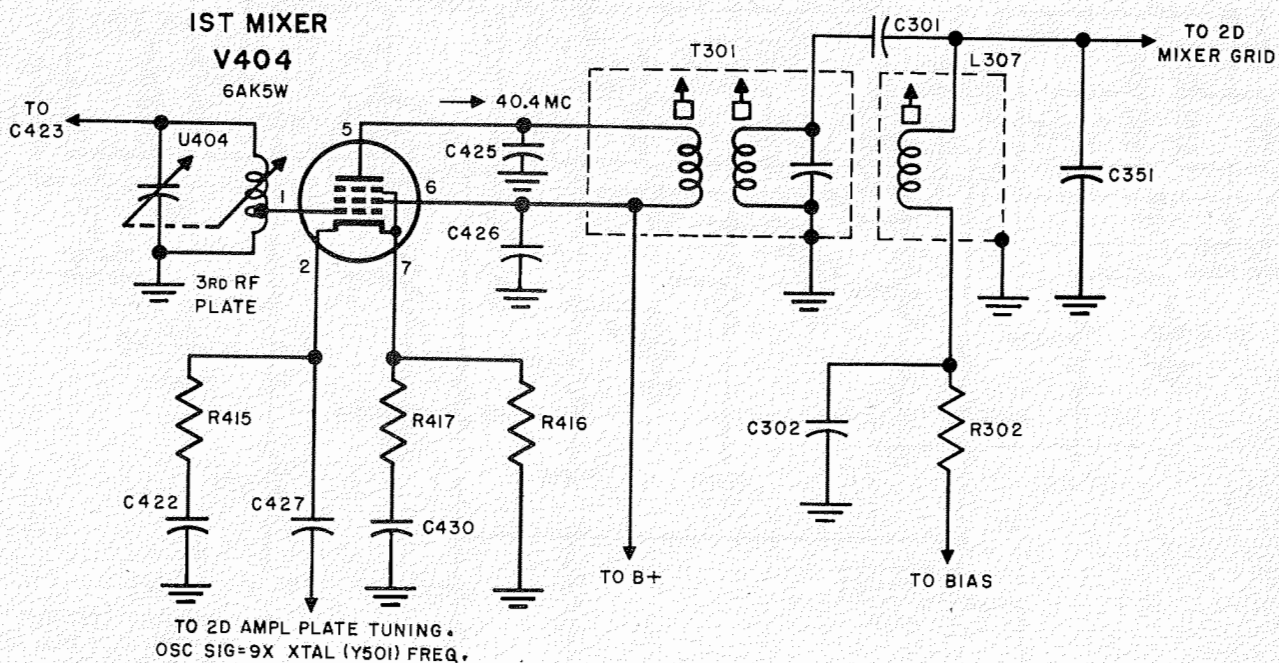 IST MIXER
V404
6AK5W
TO
C423
U404
3RD RF
PLATE
1
5
6
2
7
→ 40.4 MC
C425
C426
T301
C301
L307
TO 2D
MIXER GRID
C351
R415
C422
C427
R417
C430
R416
C302
R302
TO B+
TO BIAS
TO 2D AMPL PLATE TUNING.
OSC SIG=9X XTAL (Y501) FREQ.